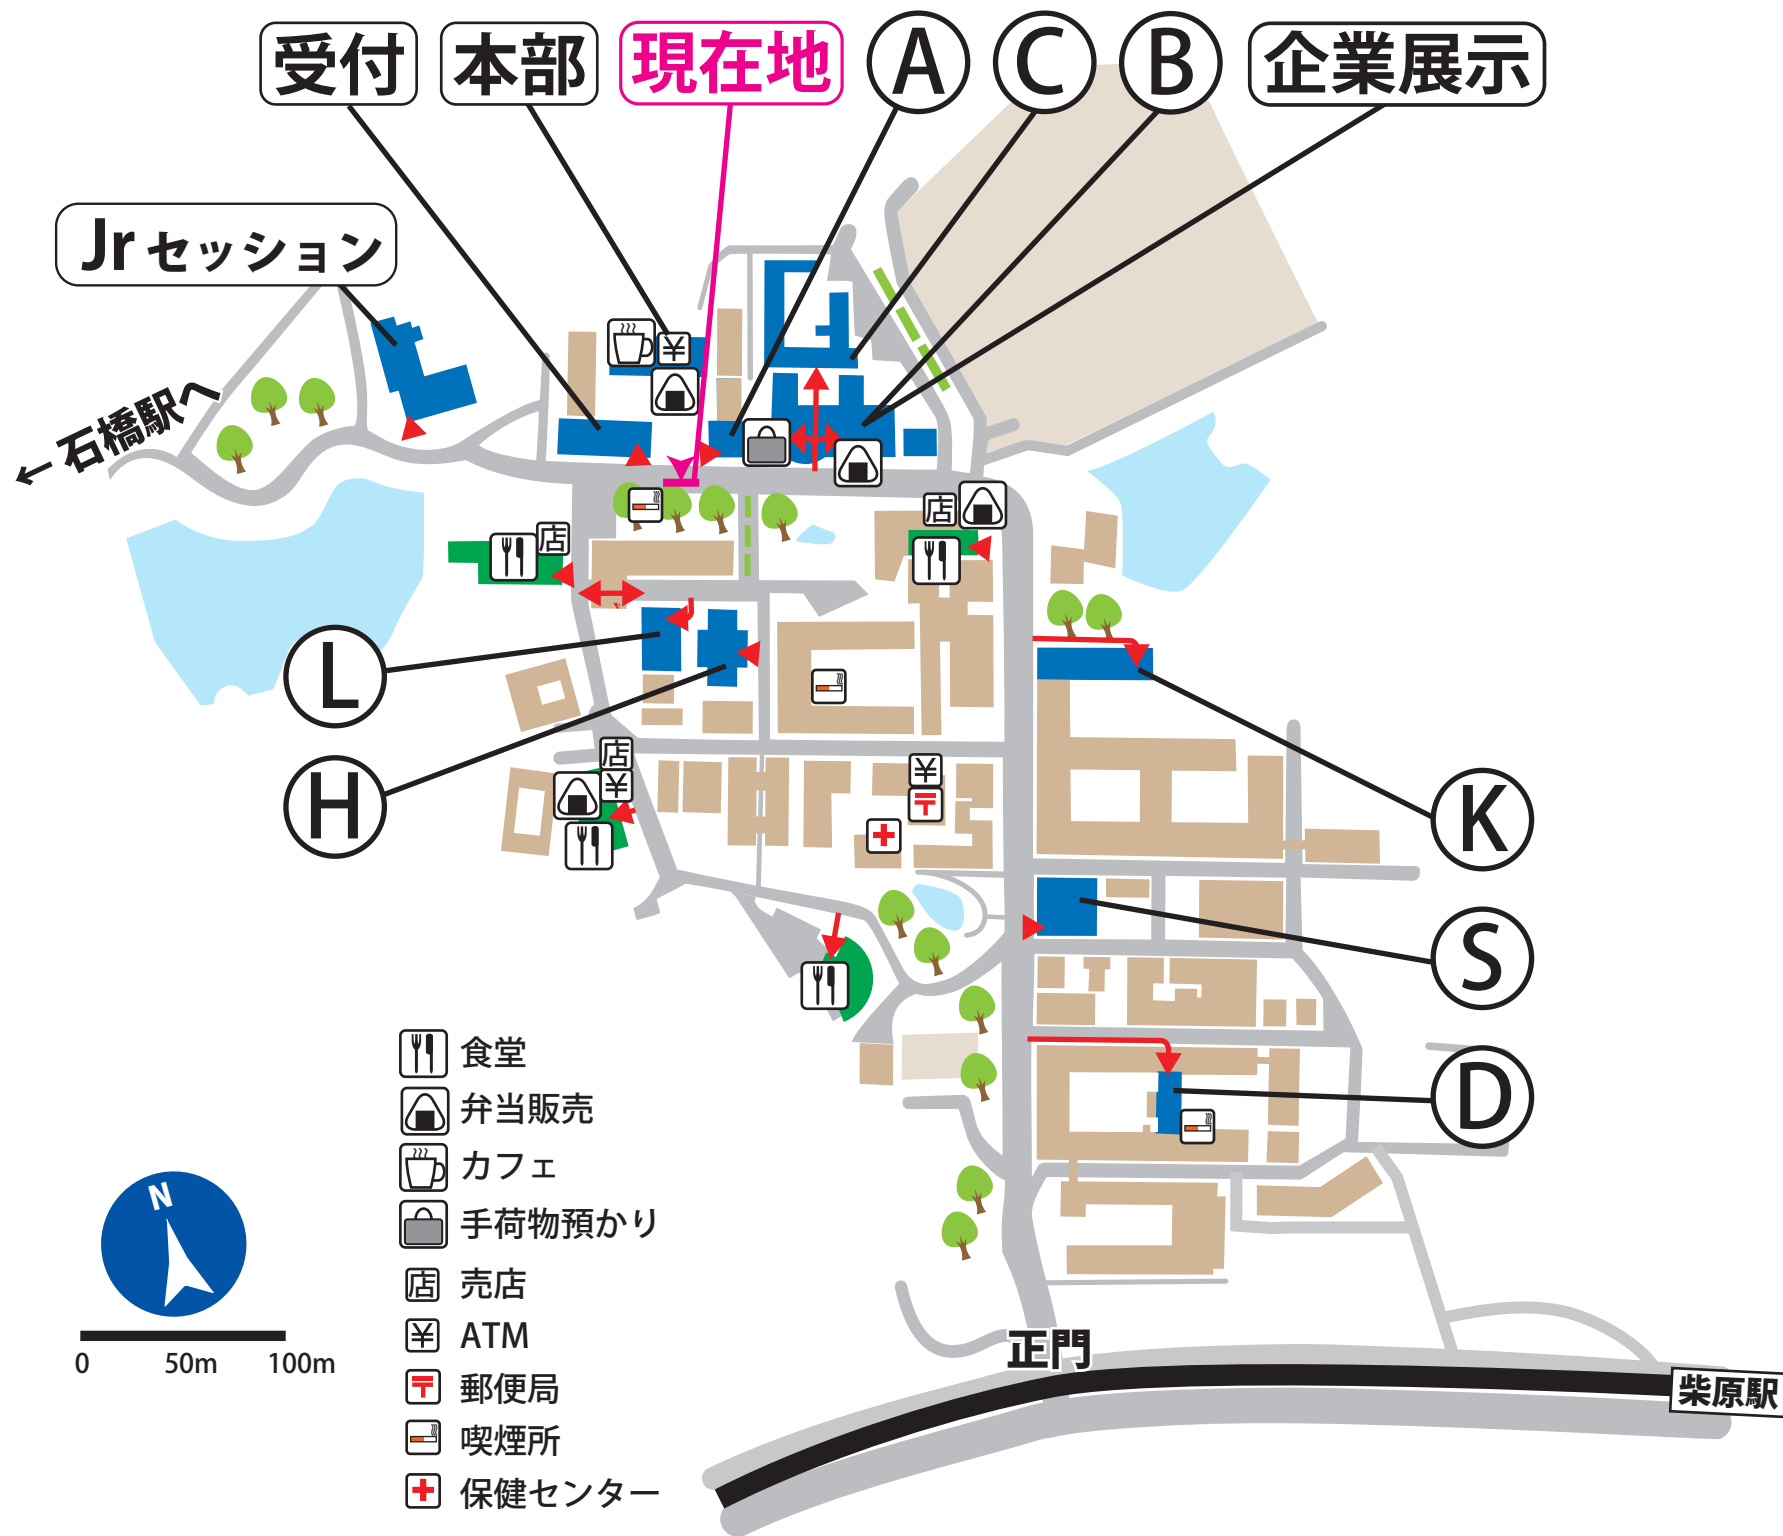 受付
本部
現在地
A
C
B
企業展示
Jr セッション
←石橋駅へ
店
店
L
H
K
S
D
店
¥
¥
¥
〒
食堂
弁当販売
カフェ
手荷物預かり
店 売店
¥ ATM
〒 郵便局
喫煙所
保健センター
N
0 50m 100m
正門
柴原駅